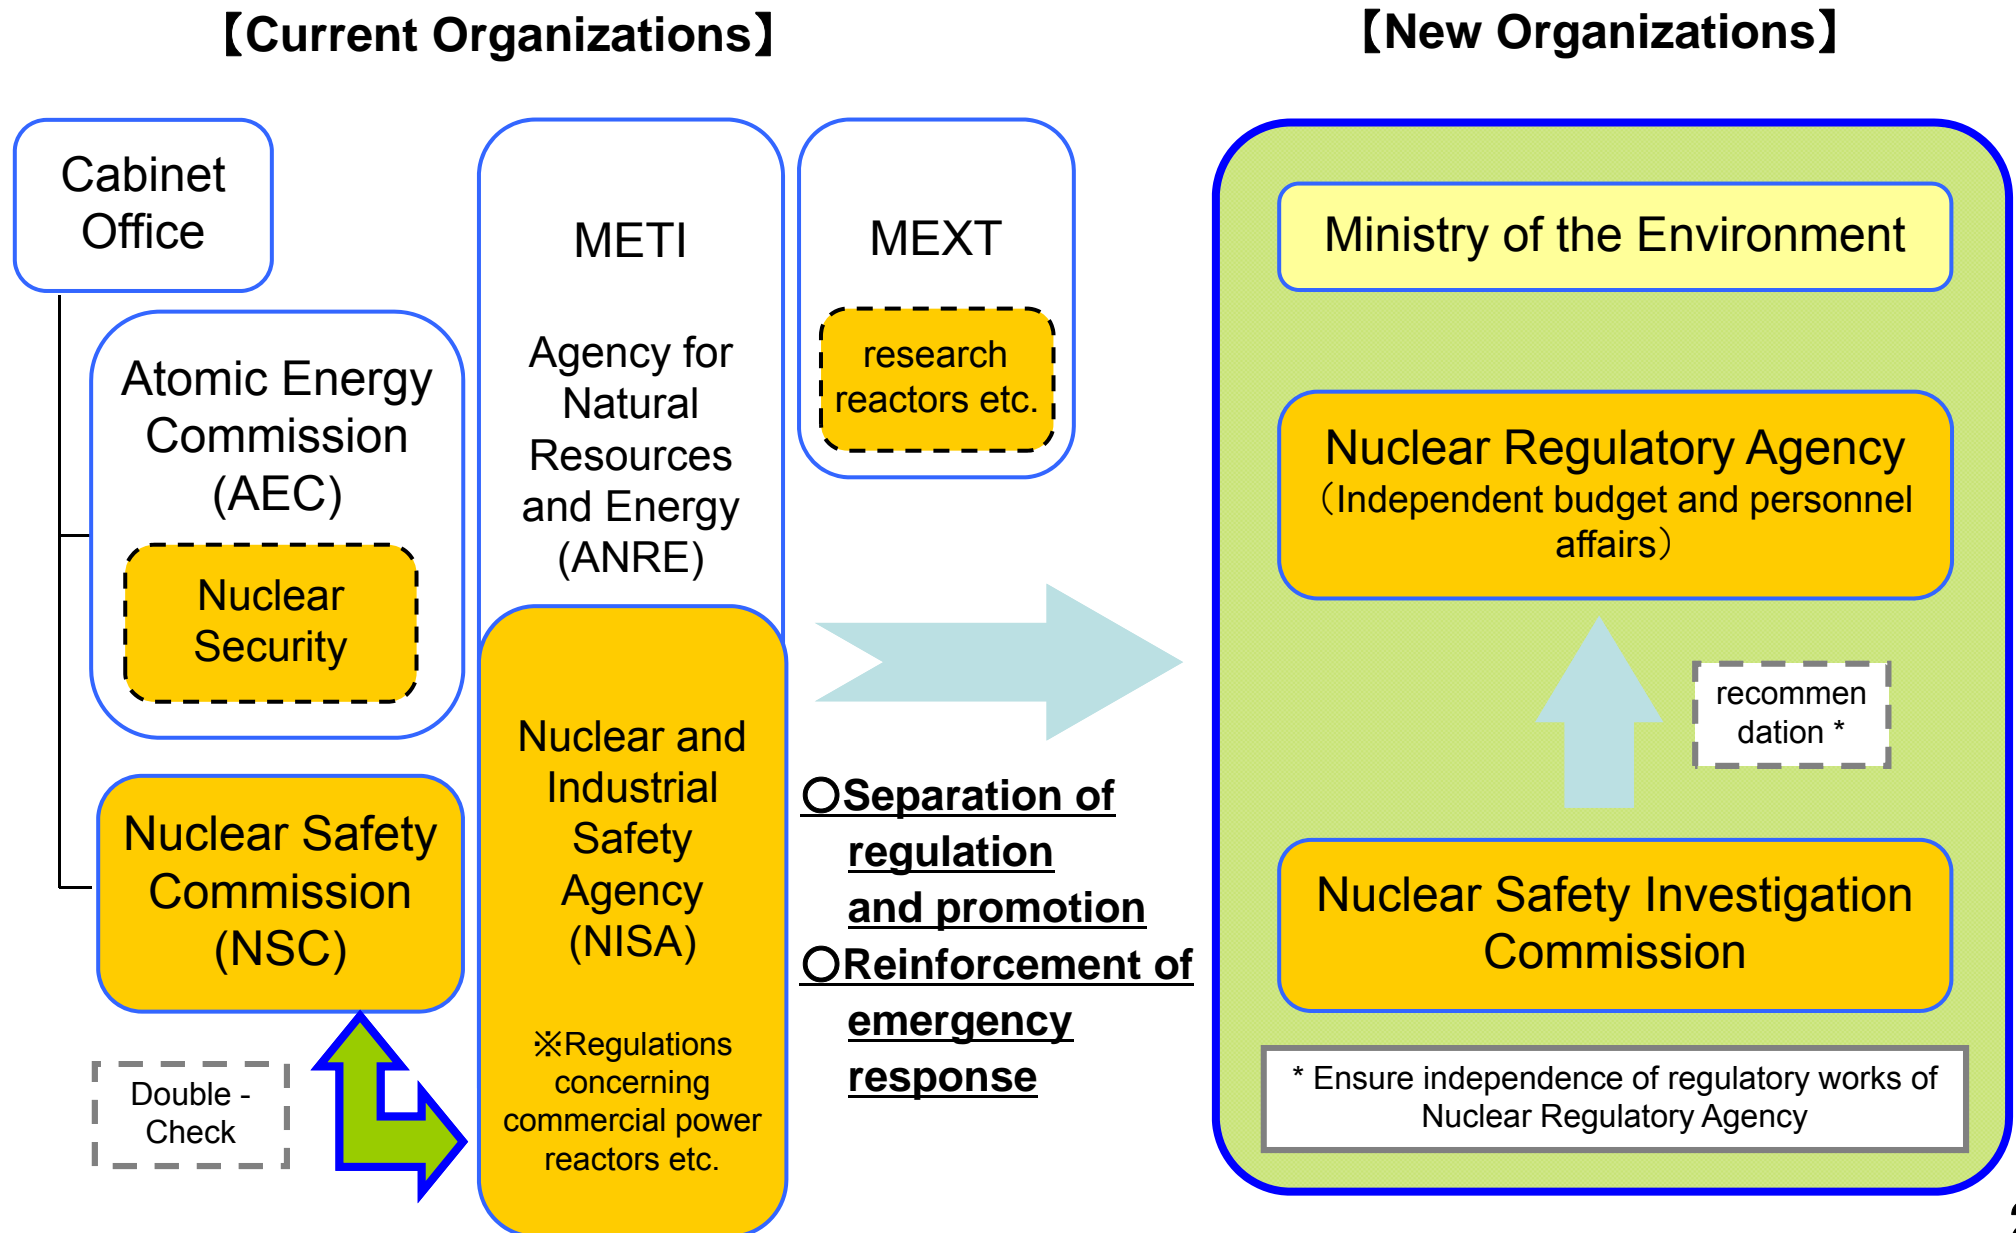 【Current Organizations】
【New Organizations】
Cabinet
Office
Atomic Energy
Commission
(AEC)
Nuclear
Security
Nuclear Safety
Commission
(NSC)
Double -
Check
METI
Agency for
Natural
Resources
and Energy
(ANRE)
Nuclear and
Industrial
Safety
Agency
(NISA)
※Regulations
concerning
commercial power
reactors etc.
MEXT
research
reactors etc.
○Separation of
regulation
and promotion
○Reinforcement of
emergency
response
Ministry of the Environment
Nuclear Regulatory Agency
（Independent budget and personnel
affairs）
recommen
dation *
Nuclear Safety Investigation
Commission
* Ensure independence of regulatory works of
Nuclear Regulatory Agency